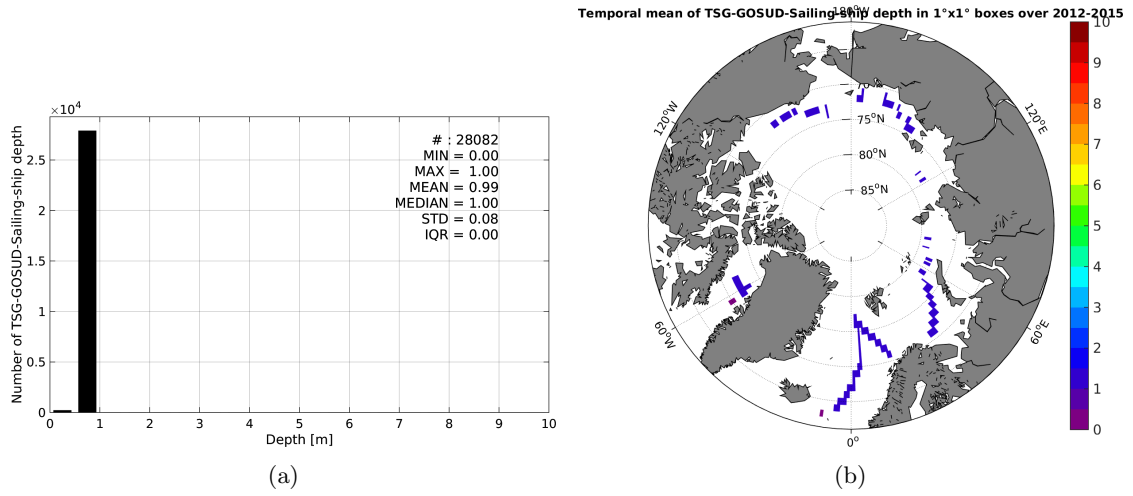 Temporal mean of TSG-GOSUD-Sailing-ship depth in 1°x1° boxes over 2012-2015
×10⁴
Number of TSG-GOSUD-Sailing-ship depth
2.5
2
1.5
1
0.5
0
0 1 2 3 4 5 6 7 8 9 10
Depth [m]
# : 28082
MIN = 0.00
MAX = 1.00
MEAN = 0.99
MEDIAN = 1.00
STD = 0.08
IQR = 0.00
(a)
180°W
120°W
120°E
60°W
60°E
0°
70°N
75°N
80°N
85°N
10
9
8
7
6
5
4
3
2
1
0
(b)